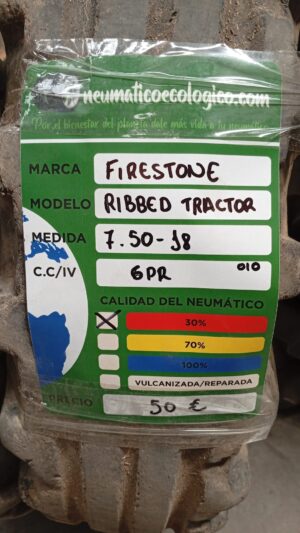 neumaticoecologico.com
Por el bienestar del planeta dale más vida a tu neumático
MARCA FIRESTONE
MODELO RIBBED TRACTOR
MEDIDA 7.50-18
C.C/IV 6PR 010
CALIDAD DEL NEUMÁTICO
30%
70%
100%
VULCANIZADA/REPARADA
PRECIO 50 €